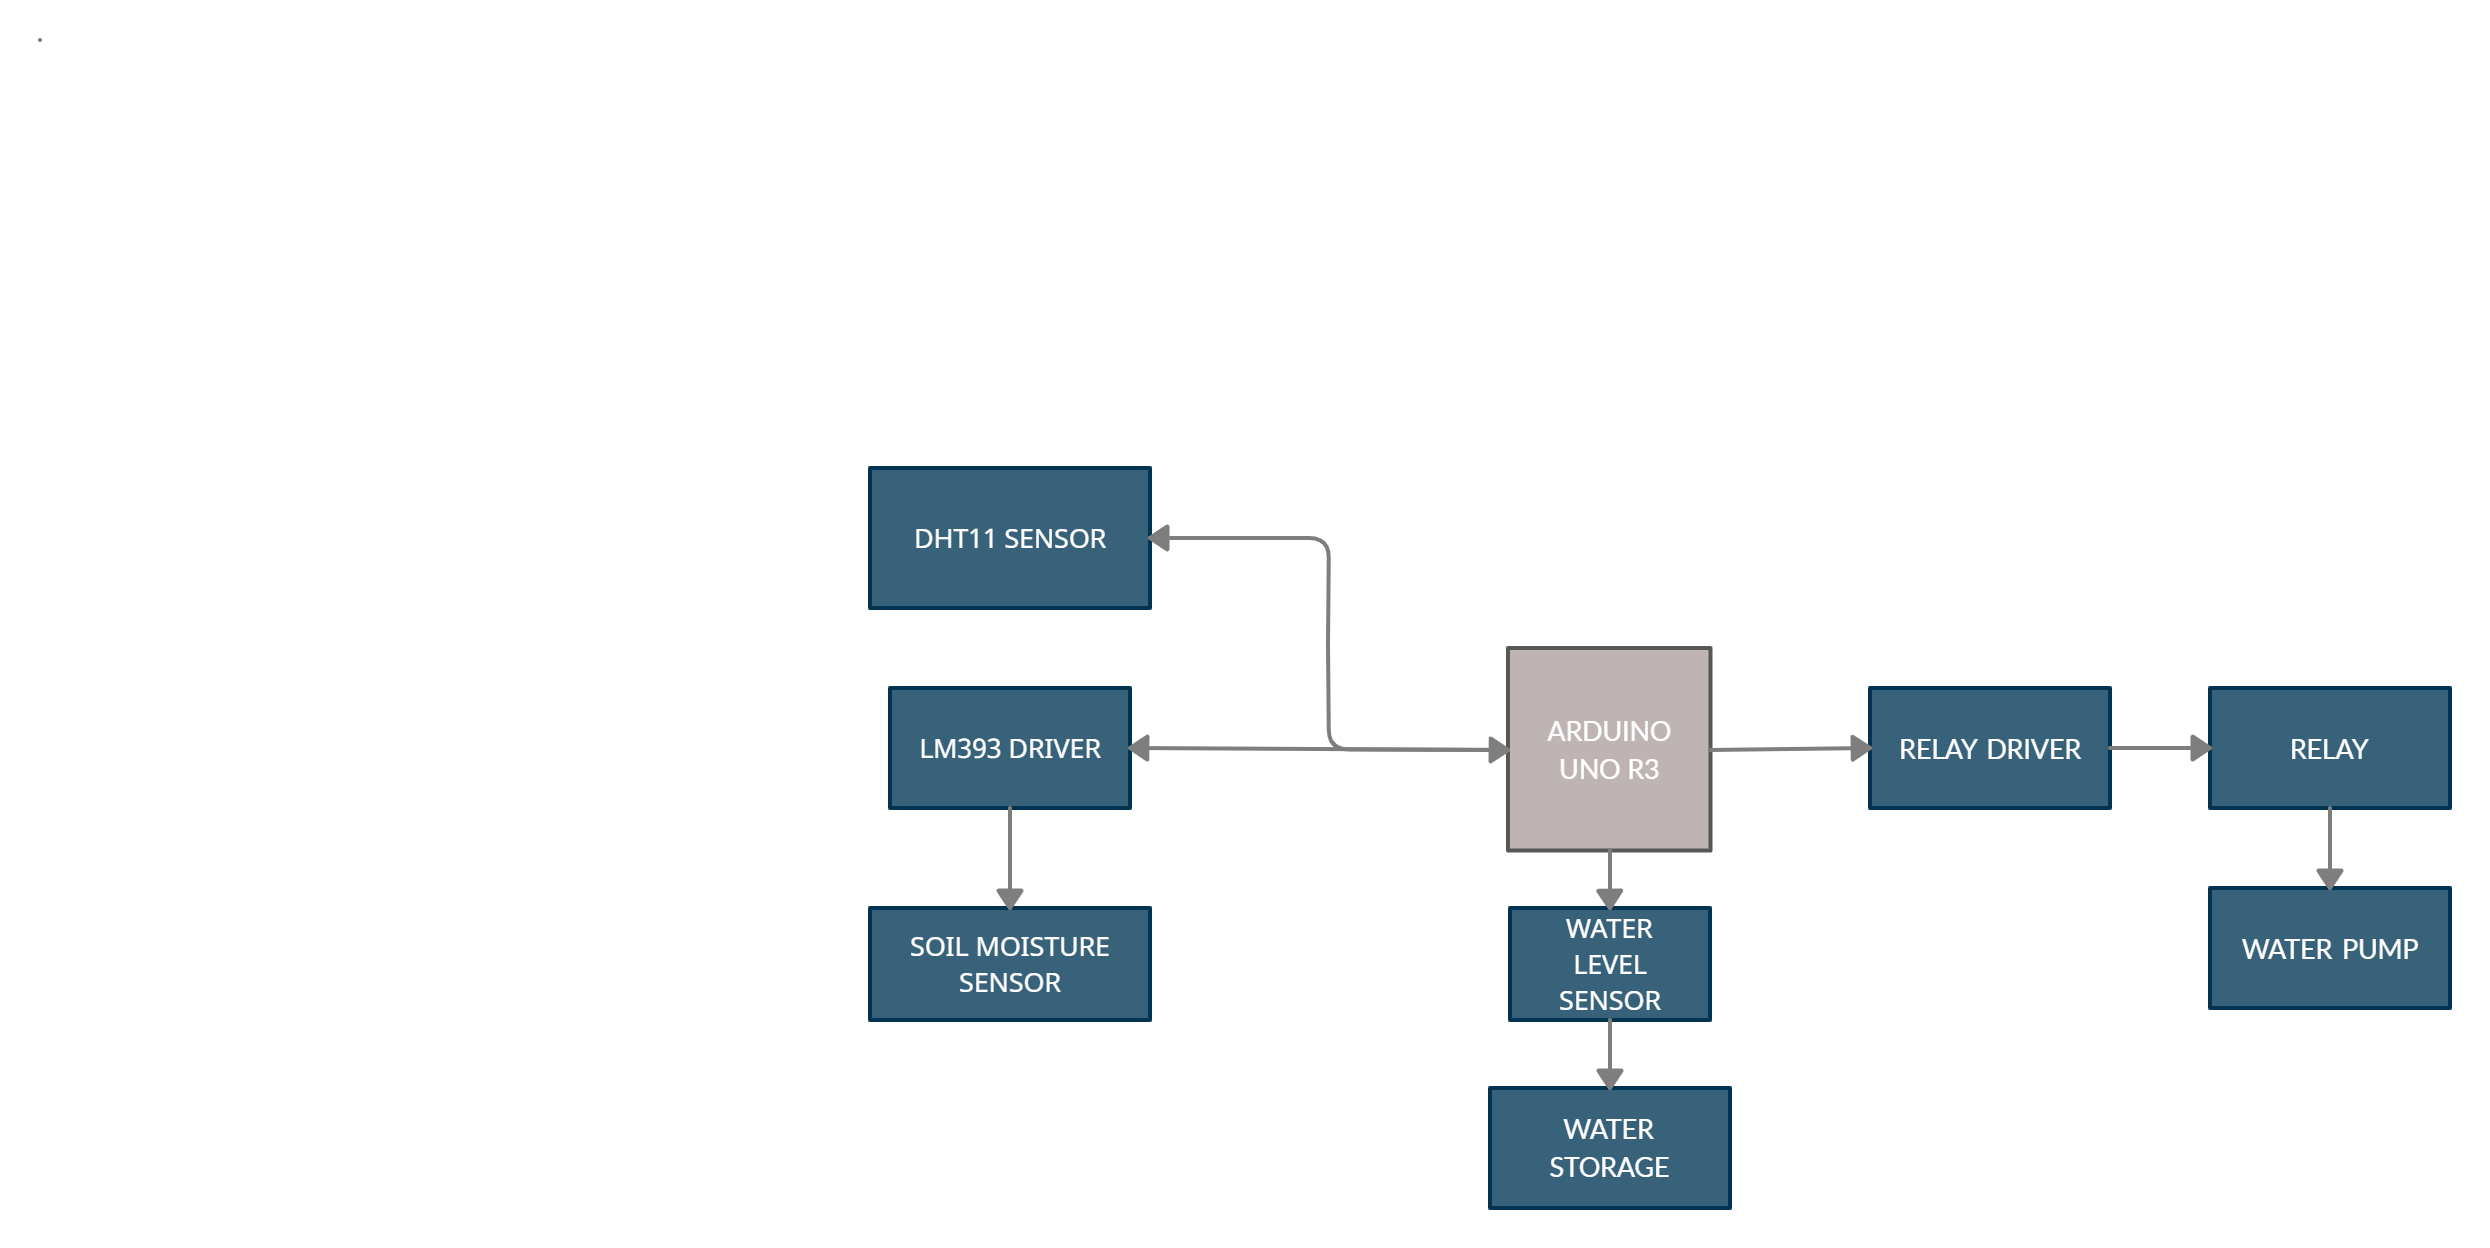 DHT11 SENSOR
LM393 DRIVER
SOIL MOISTURE
SENSOR
ARDUINO
UNO R3
WATER
LEVEL
SENSOR
WATER
STORAGE
RELAY DRIVER
RELAY
WATER PUMP